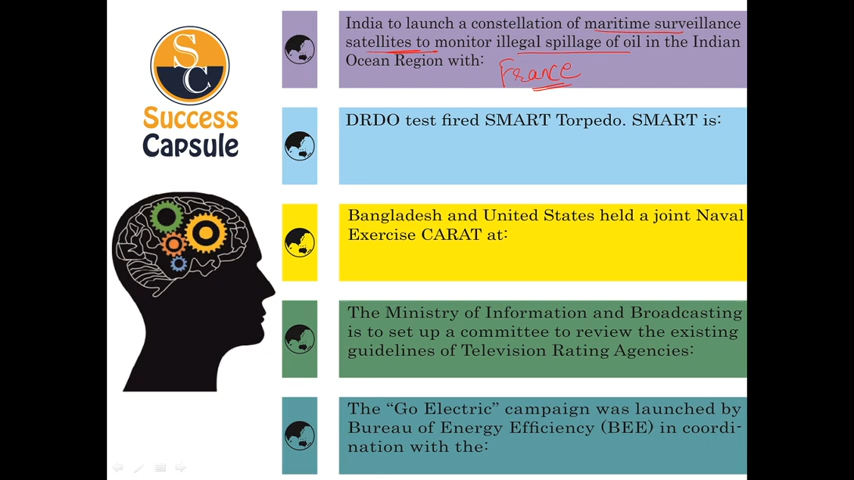 India to launch a constellation of maritime surveillance
satellites to monitor illegal spillage of oil in the Indian
Ocean Region with:
France
SC
Success
Capsule
DRDO test fired SMART Torpedo. SMART is:
Bangladesh and United States held a joint Naval
Exercise CARAT at:
The Ministry of Information and Broadcasting
is to set up a committee to review the existing
guidelines of Television Rating Agencies:
The “Go Electric” campaign was launched by
Bureau of Energy Efficiency (BEE) in coordi-
nation with the: